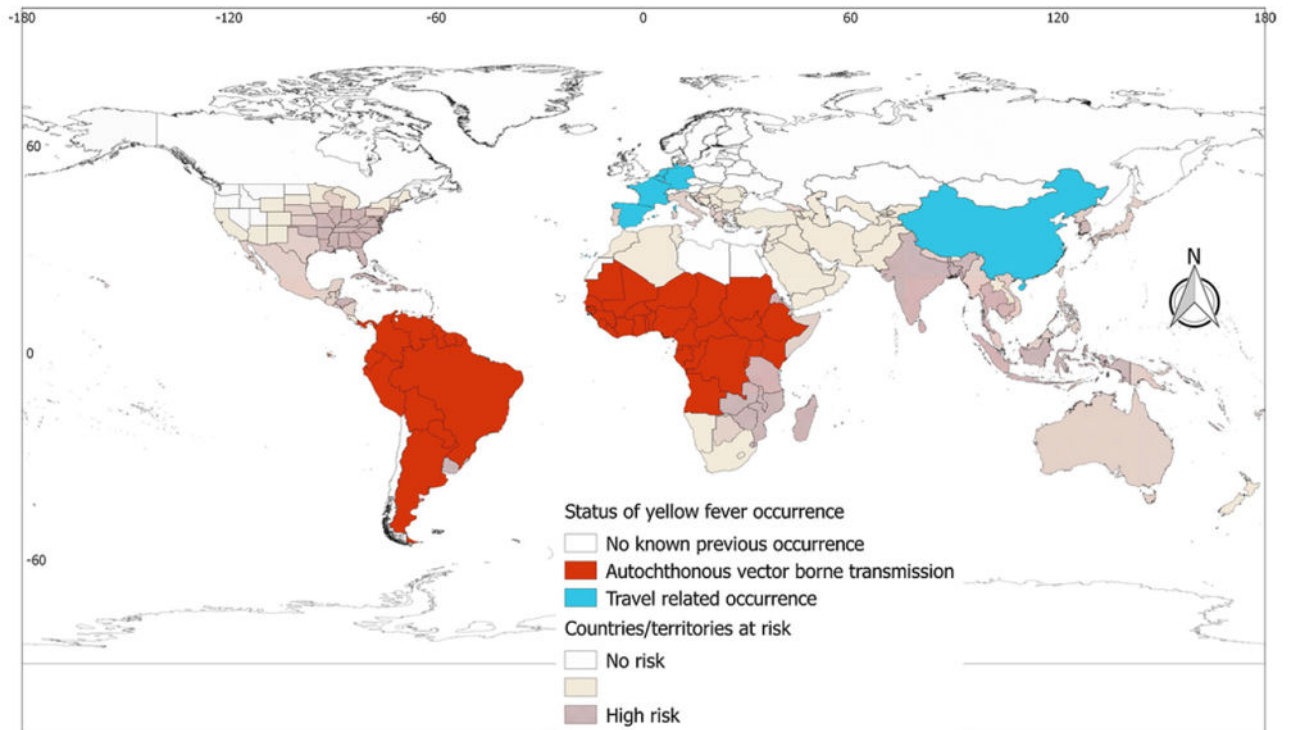 -180 -120 -60 0 60 120 180
60
N
0
-60
Status of yellow fever occurrence
No known previous occurrence
Autochthonous vector borne transmission
Travel related occurrence
Countries/territories at risk
No risk
High risk